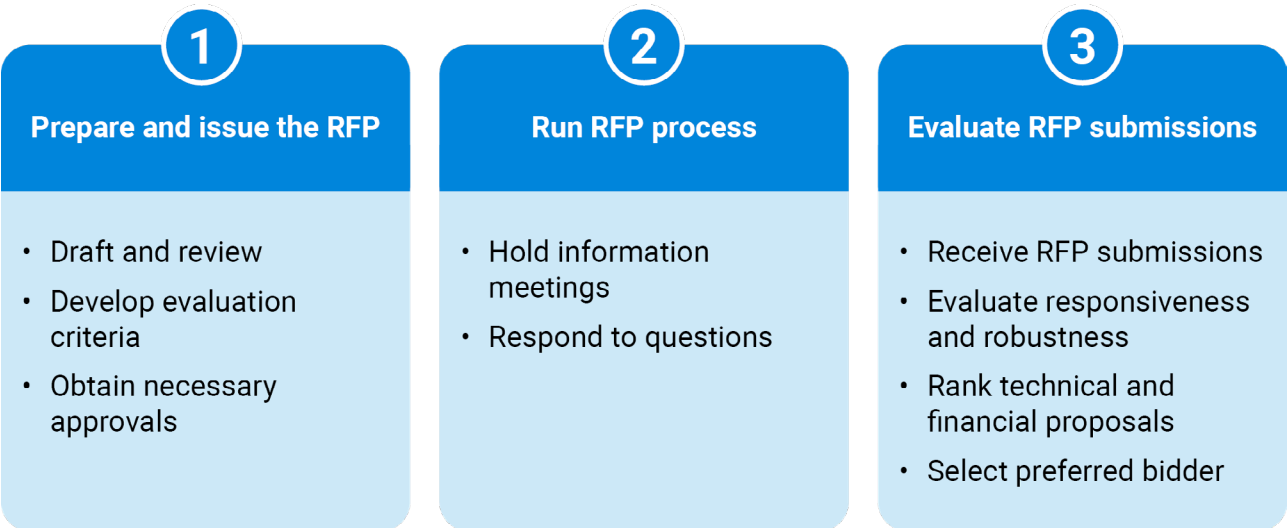 1
Prepare and issue the RFP
• Draft and review
• Develop evaluation
criteria
• Obtain necessary
approvals
2
Run RFP process
• Hold information
meetings
• Respond to questions
3
Evaluate RFP submissions
• Receive RFP submissions
• Evaluate responsiveness
and robustness
• Rank technical and
financial proposals
• Select preferred bidder